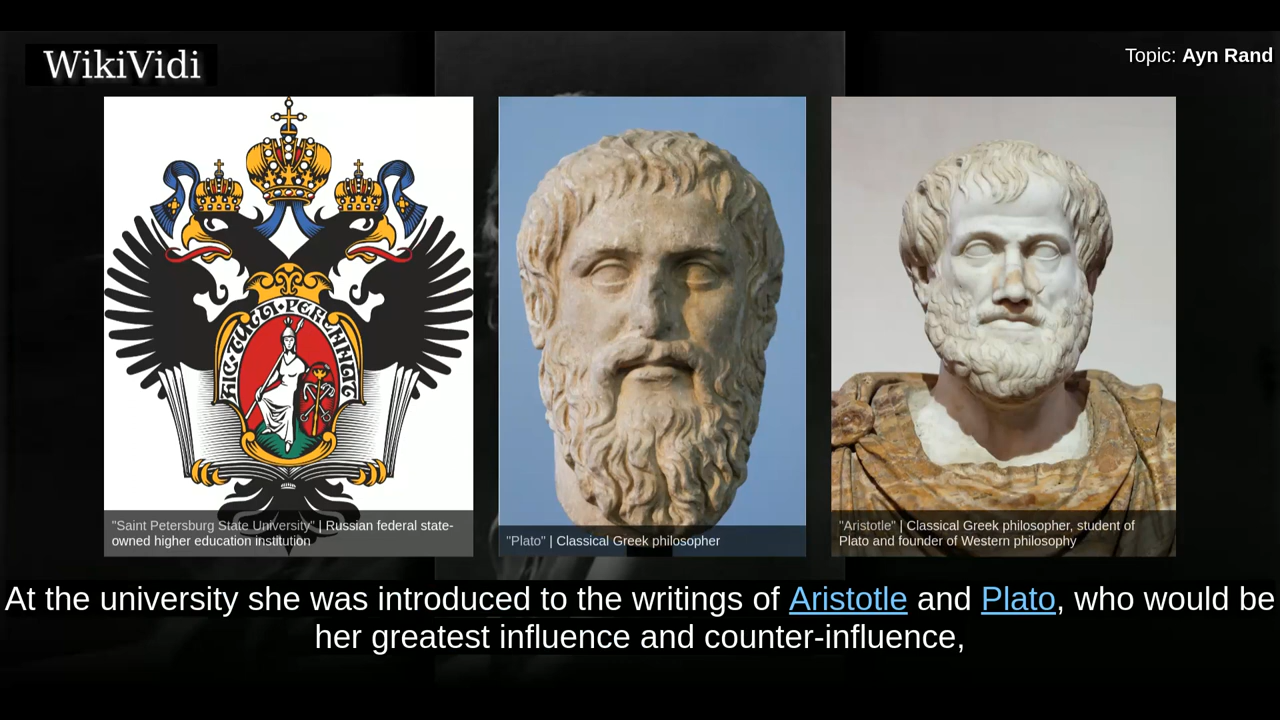 WikiVidi
Topic: Ayn Rand
"Saint Petersburg State University" | Russian federal state-
owned higher education institution
"Plato" | Classical Greek philosopher
"Aristotle" | Classical Greek philosopher, student of
Plato and founder of Western philosophy
At the university she was introduced to the writings of Aristotle and Plato, who would be
her greatest influence and counter-influence,